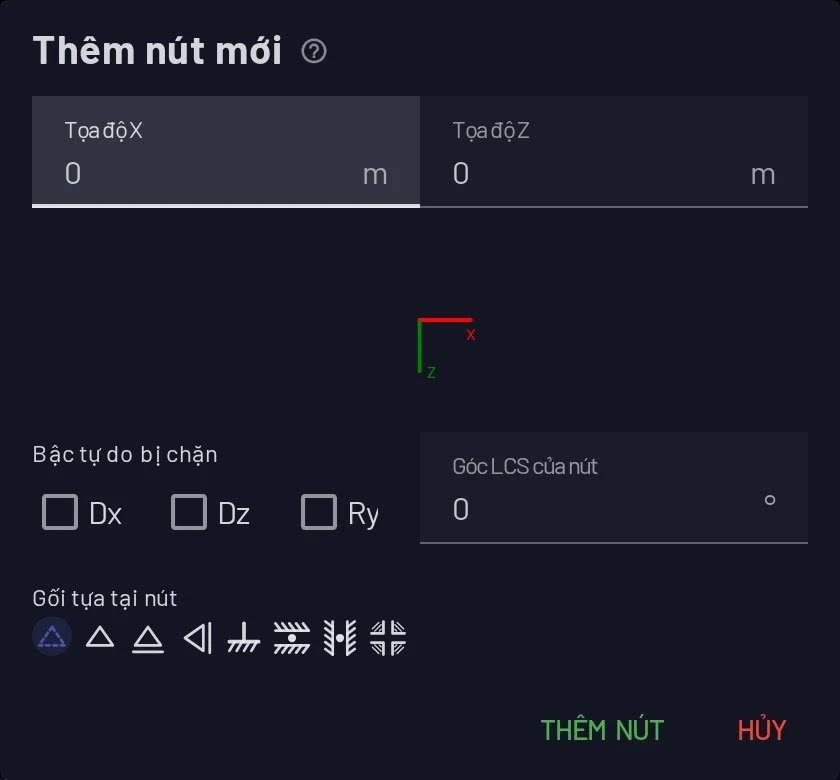 Thêm nút mới ?
Tọa độ X
0 m
Tọa độ Z
0 m
x
z
Bậc tự do bị chặn
Dx Dz Ry
Góc LCS của nút
0 °
Gối tựa tại nút
THÊM NÚT HỦY